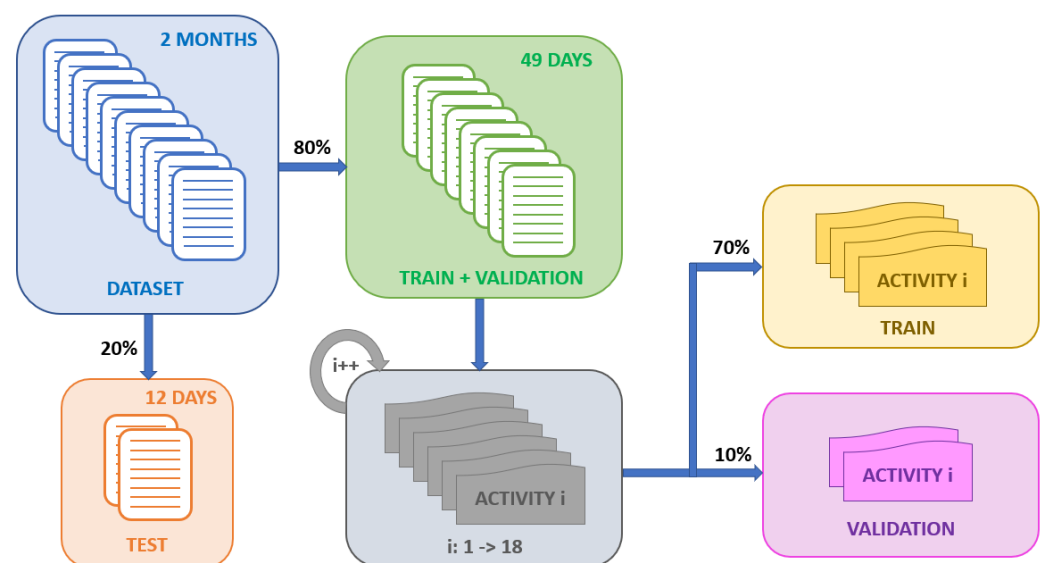 2 MONTHS
DATASET
80%
49 DAYS
TRAIN + VALIDATION
20%
12 DAYS
TEST
i++
ACTIVITY i
i: 1 -> 18
70%
ACTIVITY i
TRAIN
10%
ACTIVITY i
VALIDATION